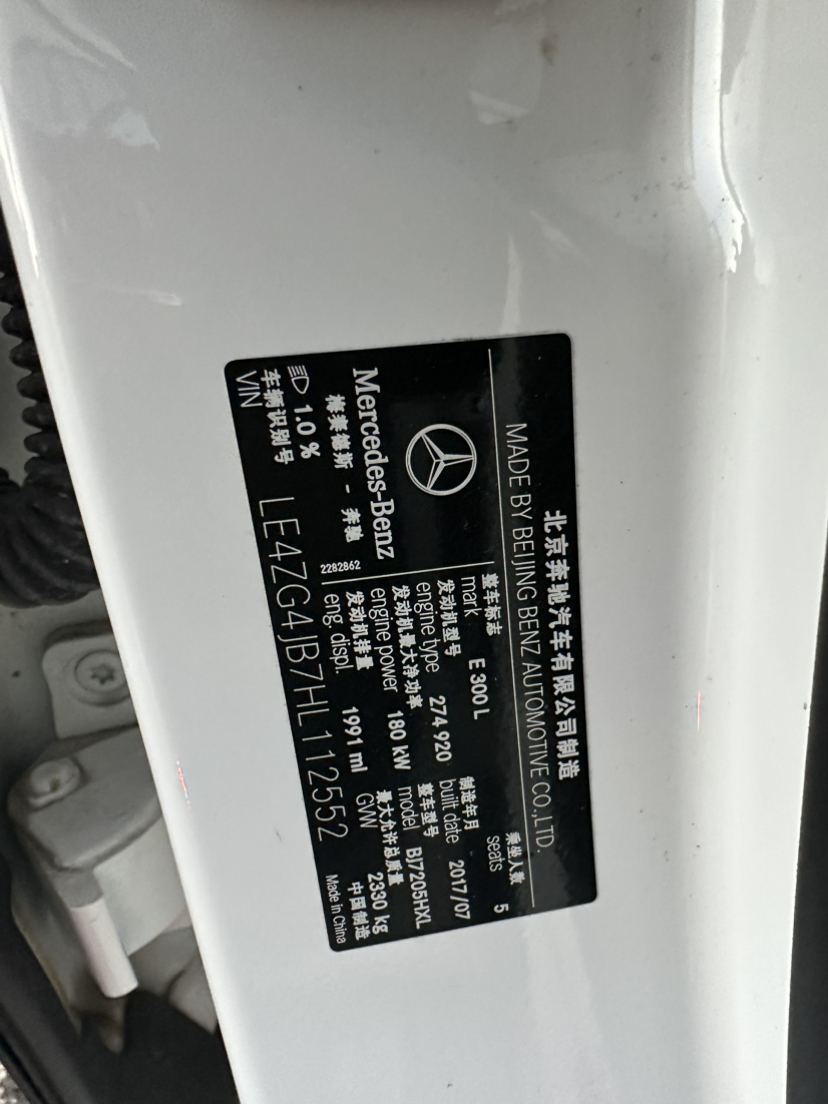 北京奔驰汽车有限公司制造
MADE BY BEIJING BENZ AUTOMOTIVE CO.,LTD.
Mercedes-Benz
梅赛德斯 - 奔驰
1.0 %
2282862
整车标志
mark E 300 L
乘坐人数
seats 5
发动机型号
engine type 274 920
制造年月
built date 2017/07
发动机最大净功率
engine power 180 kW
整车型号
model BJ7205HXL
发动机排量
eng. displ. 1991 ml
最大允许总质量
GVW 2330 kg
车辆识别号
VIN LE4ZG4JB7HL112552
中国制造
Made in China